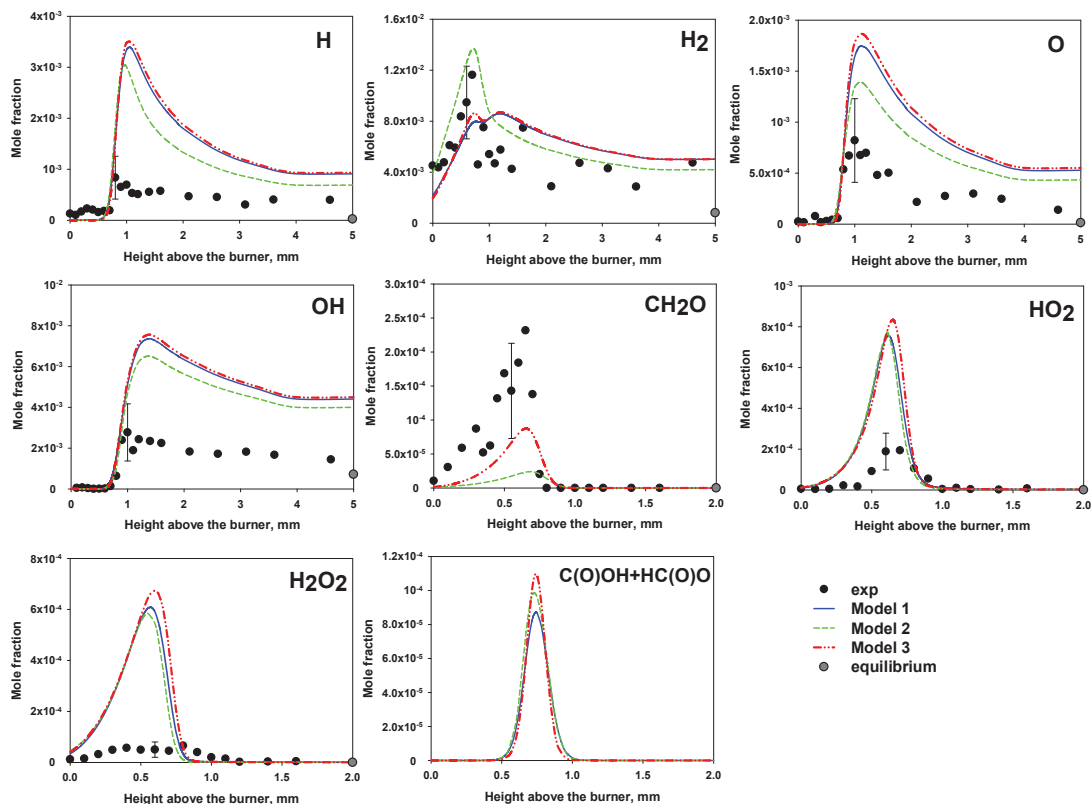 H
Mole fraction
4x10-3
3x10-3
2x10-3
10-3
0
0 1 2 3 4 5
Height above the burner, mm
H2
1.6x10-2
1.2x10-2
8.0x10-3
4.0x10-3
0.0
0 1 2 3 4 5
Height above the burner, mm
O
Mole fraction
2.0x10-3
1.5x10-3
10-3
5.0x10-4
0.0
0 1 2 3 4 5
Height above the burner, mm
OH
Mole fraction
10-2
8x10-3
6x10-3
4x10-3
2x10-3
0
0 1 2 3 4 5
Height above the burner, mm
CH2O
Mole fraction
3.0x10-4
2.5x10-4
2.0x10-4
1.5x10-4
10-4
5.0x10-5
0.0
0.0 0.5 1.0 1.5 2.0
Height above the burner, mm
HO2
Mole fraction
10-3
8x10-4
6x10-4
4x10-4
2x10-4
0
0.0 0.5 1.0 1.5 2.0
Height above the burner, mm
H2O2
Mole fraction
8x10-4
6x10-4
4x10-4
2x10-4
0
0.0 0.5 1.0 1.5 2.0
Height above the burner, mm
C(O)OH+HC(O)O
Mole fraction
1.2x10-4
10-4
8.0x10-5
6.0x10-5
4.0x10-5
2.0x10-5
0.0
0.0 0.5 1.0 1.5 2.0
Height above the burner, mm
exp
Model 1
Model 2
Model 3
equilibrium